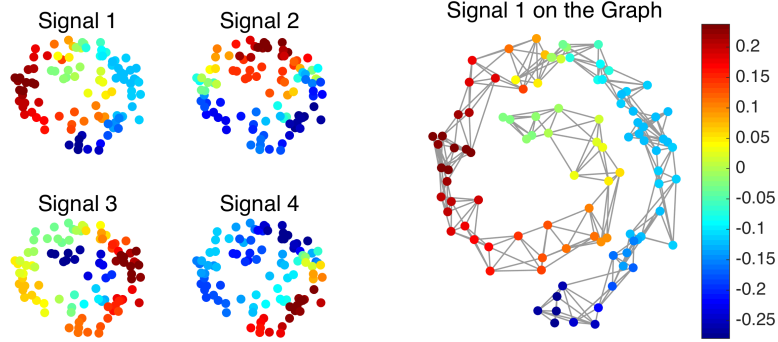 Signal 1
Signal 2
Signal 3
Signal 4
Signal 1 on the Graph
0.2
0.15
0.1
0.05
0
-0.05
-0.1
-0.15
-0.2
-0.25